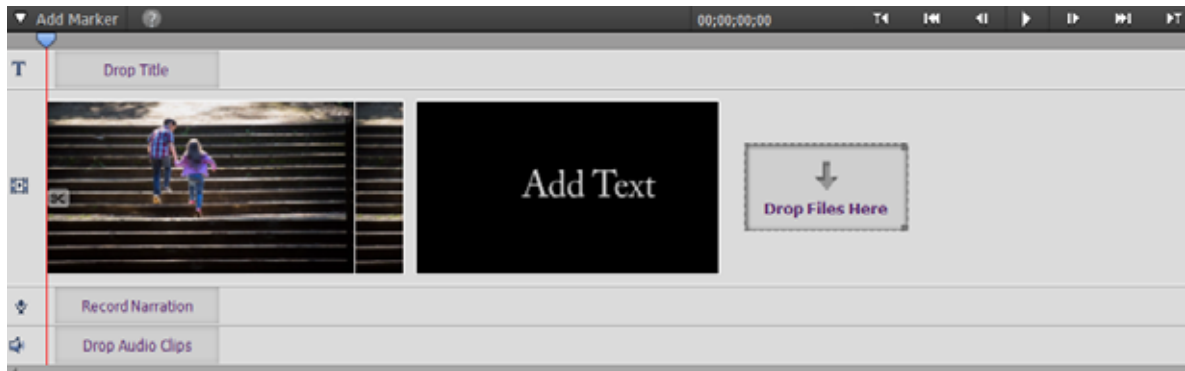 Add Marker ?
00;00;00;00
T
Drop Title
Add Text
Drop Files Here
Record Narration
Drop Audio Clips